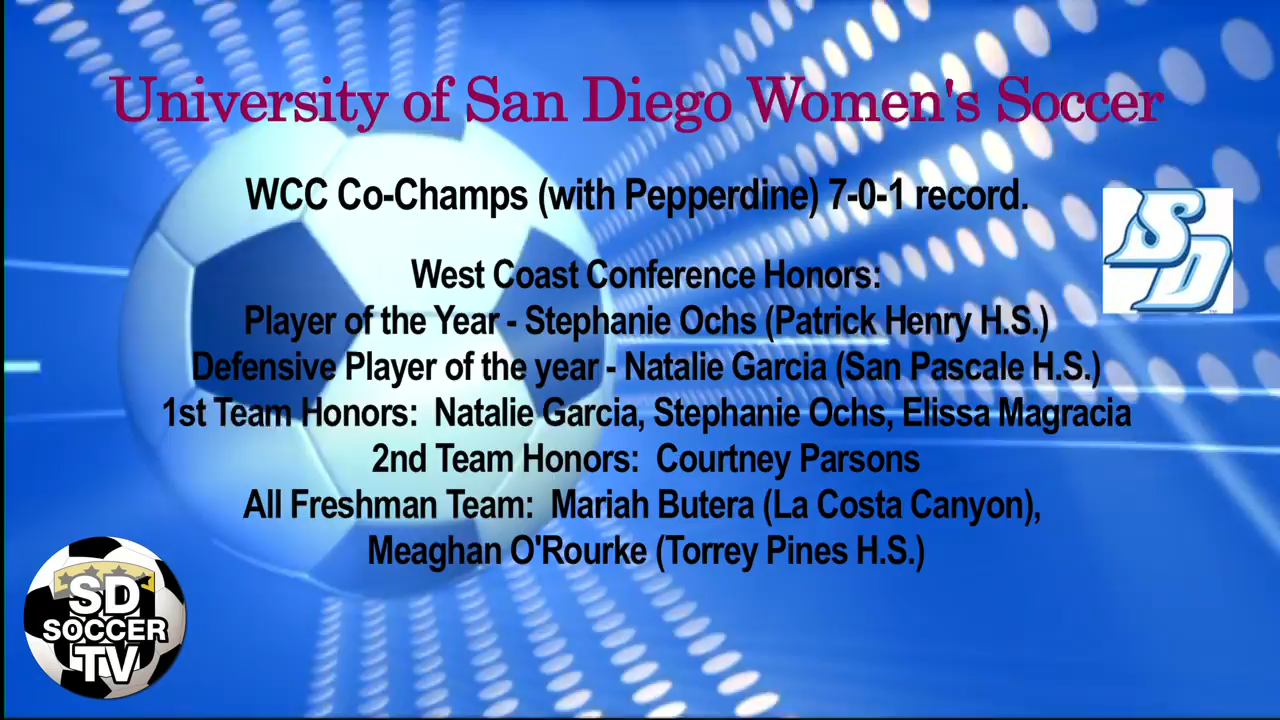 University of San Diego Women's Soccer
WCC Co-Champs (with Pepperdine) 7-0-1 record.
West Coast Conference Honors:
Player of the Year - Stephanie Ochs (Patrick Henry H.S.)
Defensive Player of the year - Natalie Garcia (San Pascale H.S.)
1st Team Honors: Natalie Garcia, Stephanie Ochs, Elissa Magracia
2nd Team Honors: Courtney Parsons
All Freshman Team: Mariah Butera (La Costa Canyon),
Meaghan O'Rourke (Torrey Pines H.S.)
SD
SD
SOCCER
TV